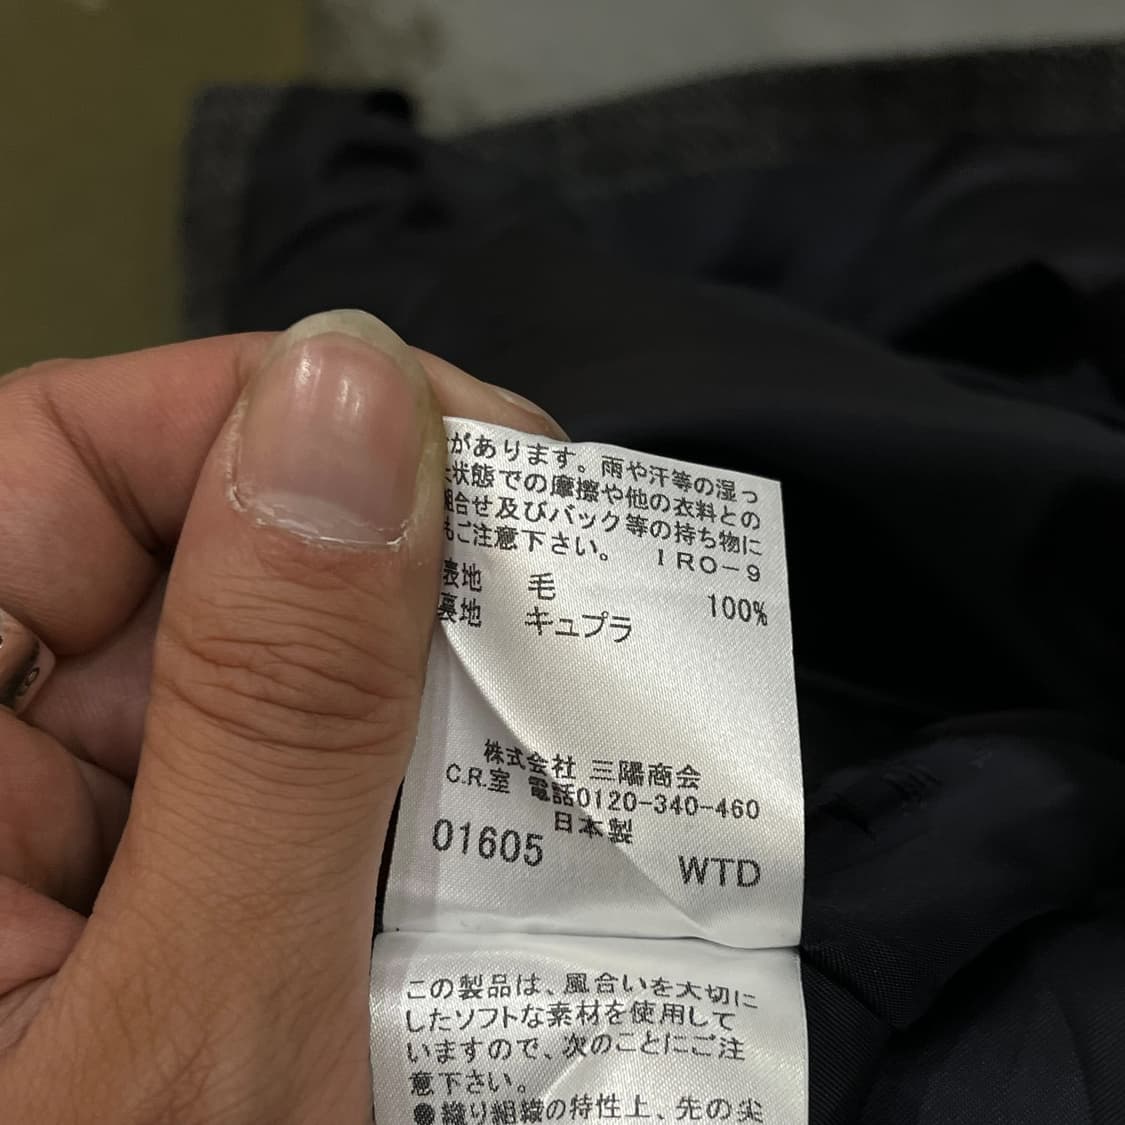 があります。雨や汗等の湿っ
状態での摩擦や他の衣料との
組合せ及びバック等の持ち物に
もご注意下さい。 IRO-9
表地 毛 100%
裏地 キュプラ
株式会社 三陽商会
C.R.室 電話0120-340-460
日本製
01605 WTD
この製品は、風合いを大切に
したソフトな素材を使用して
いますので、次のことにご注
意下さい。
●織り組織の特性上、先の尖